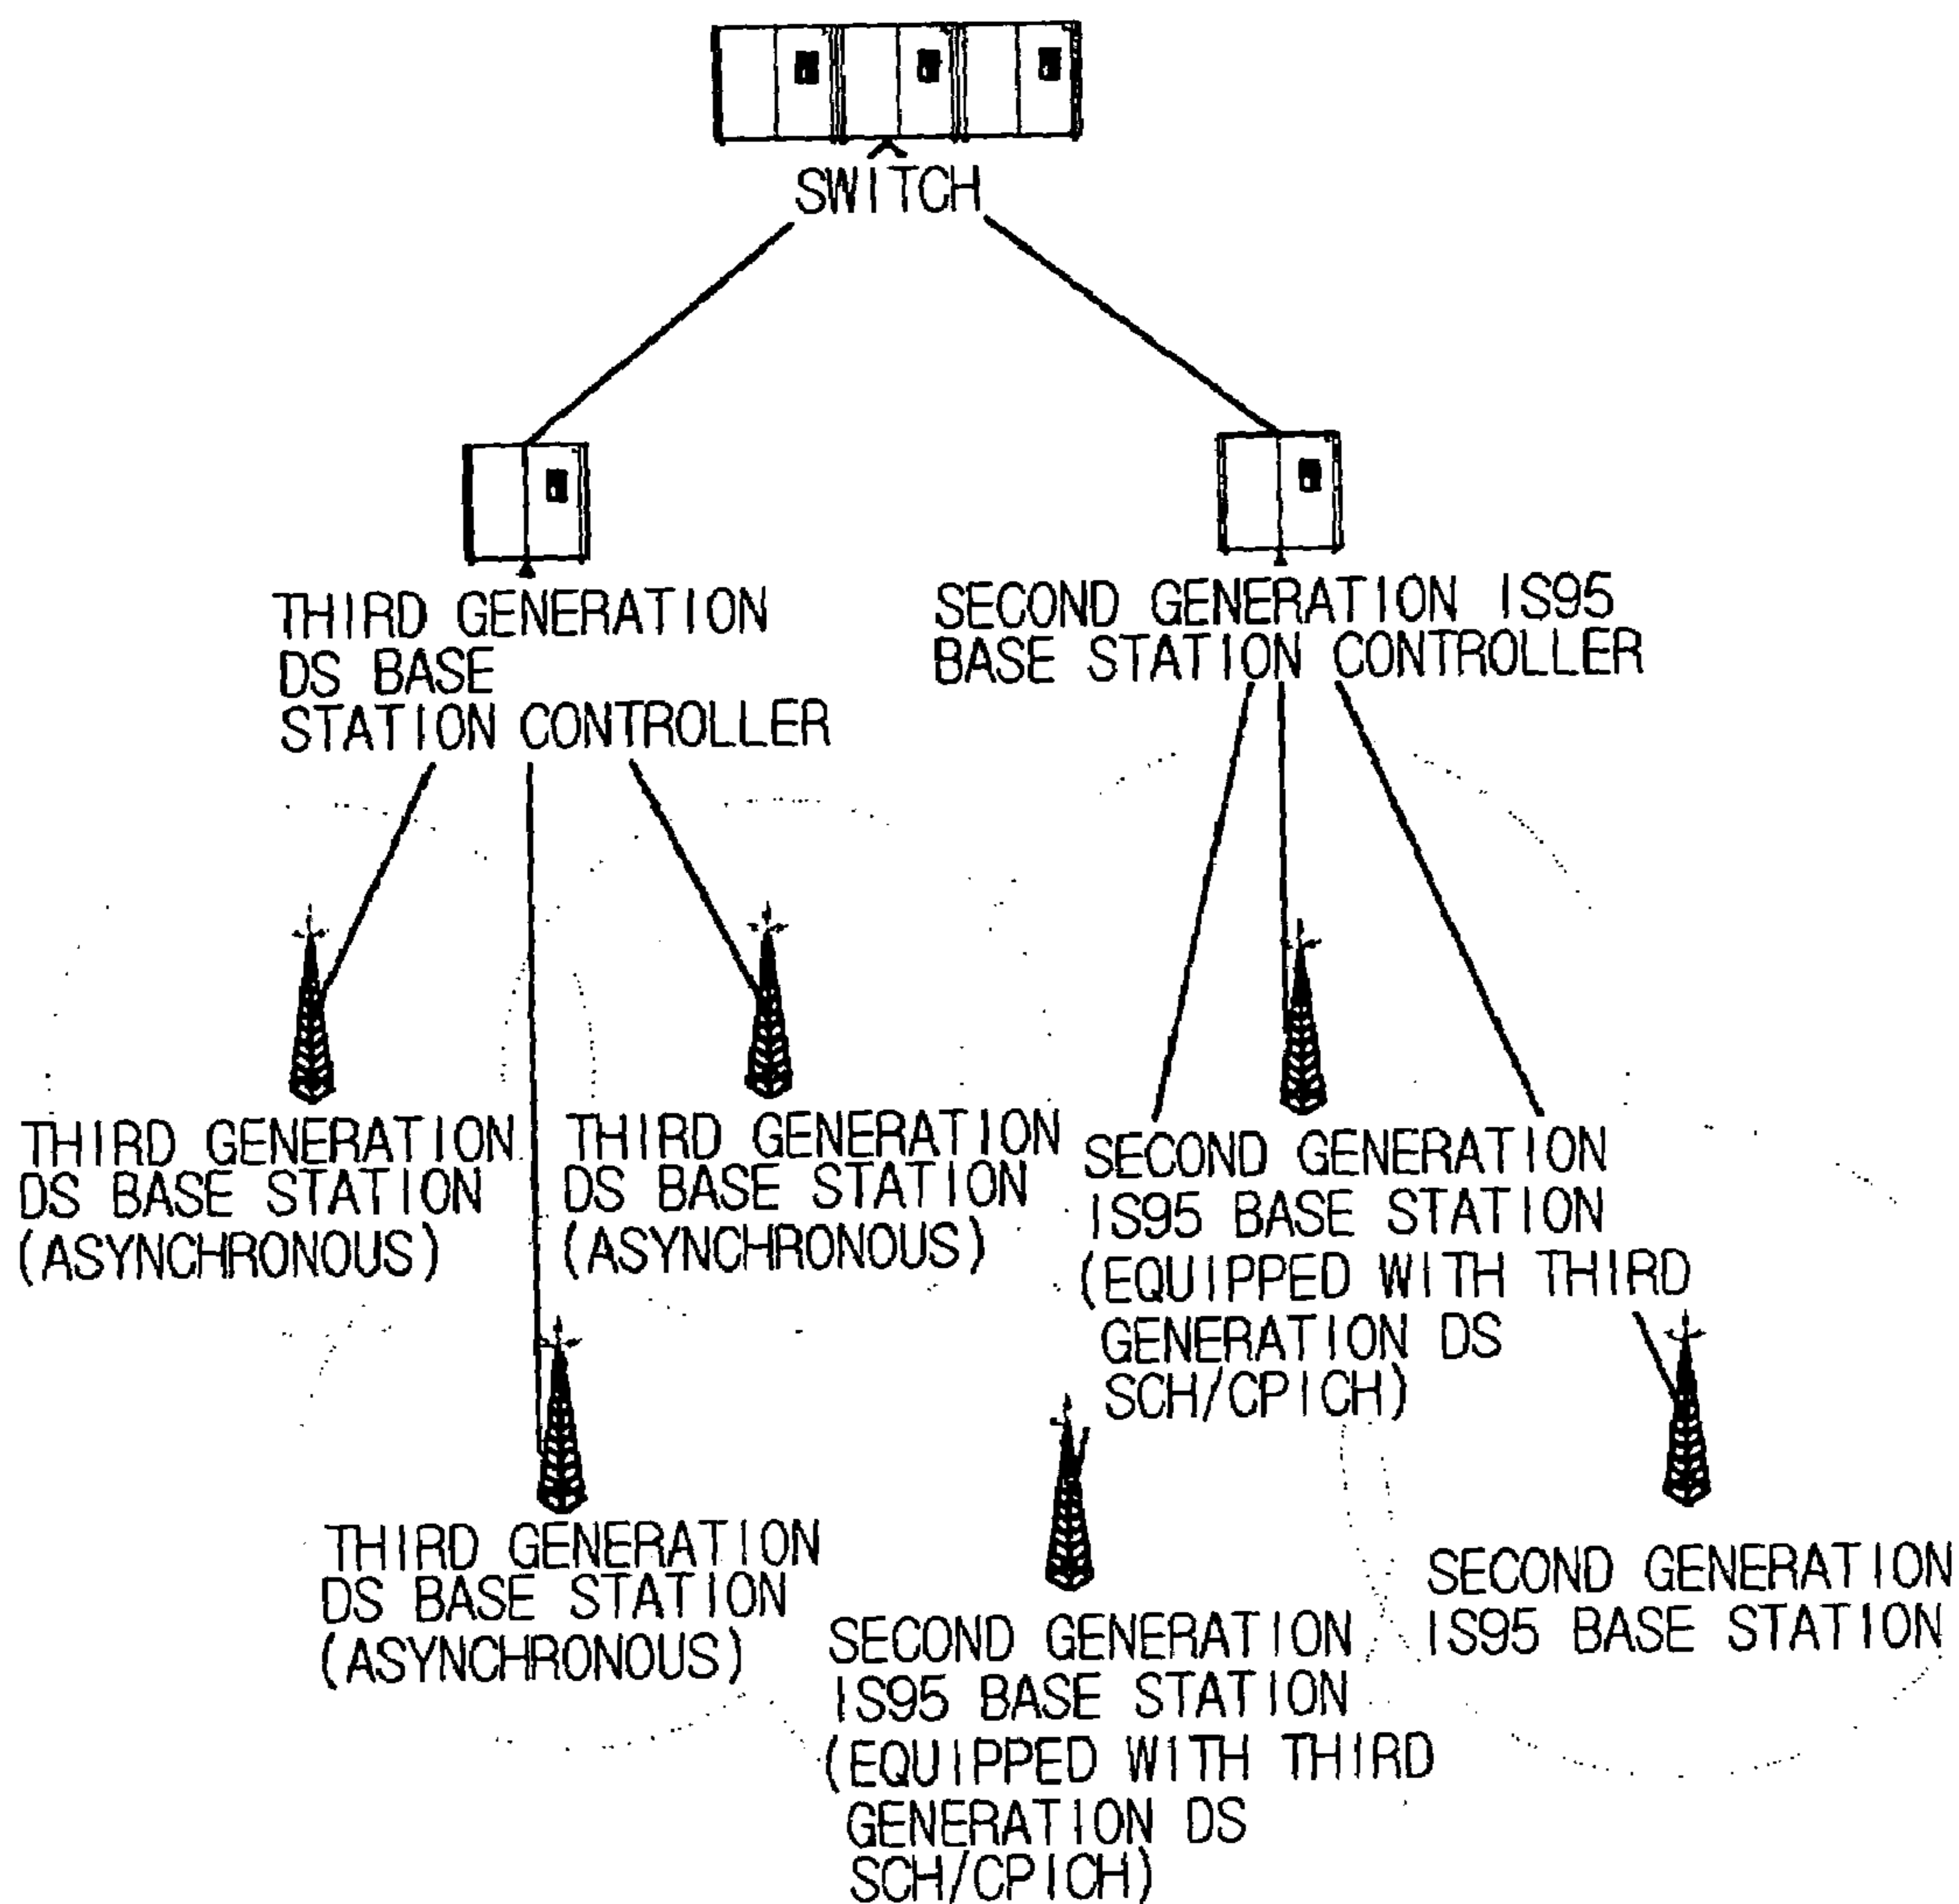 SWITCH
THIRD GENERATION
DS BASE
STATION CONTROLLER
SECOND GENERATION IS95
BASE STATION CONTROLLER
THIRD GENERATION
DS BASE STATION
(ASYNCHRONOUS)
THIRD GENERATION
DS BASE STATION
(ASYNCHRONOUS)
SECOND GENERATION
IS95 BASE STATION
(EQUIPPED WITH THIRD
GENERATION DS
SCH/CPICH)
THIRD GENERATION
DS BASE STATION
(ASYNCHRONOUS)
SECOND GENERATION
IS95 BASE STATION
(EQUIPPED WITH THIRD
GENERATION DS
SCH/CPICH)
SECOND GENERATION
IS95 BASE STATION